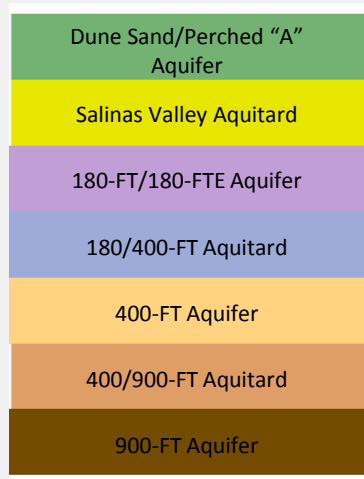 Dune Sand/Perched “A”
Aquifer
Salinas Valley Aquitard
180-FT/180-FTE Aquifer
180/400-FT Aquitard
400-FT Aquifer
400/900-FT Aquitard
900-FT Aquifer